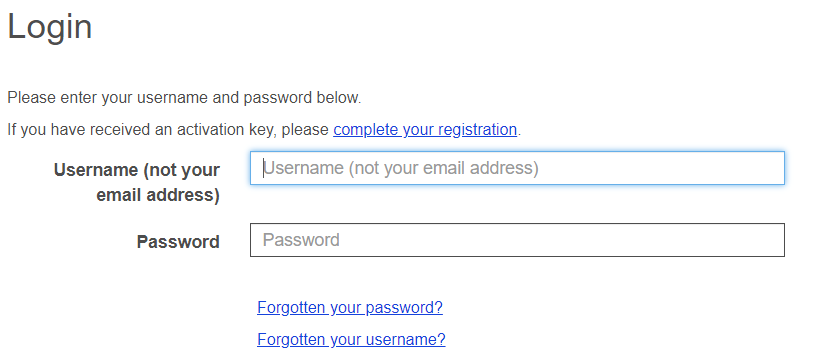 Login
Please enter your username and password below.
If you have received an activation key, please complete your registration.
Username (not your
email address)
Username (not your email address)
Password
Password
Forgotten your password?
Forgotten your username?